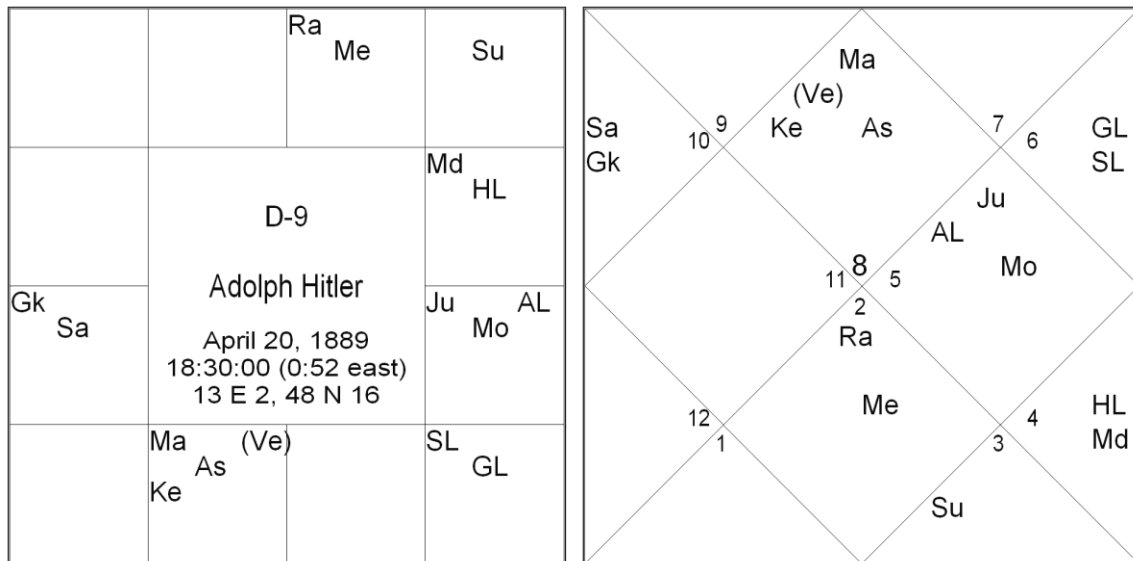 Ra
Me
Su
Md
HL
D-9
Adolph Hitler
Gk
Sa
Ju AL
Mo
April 20, 1889
18:30:00 (0:52 east)
13 E 2, 48 N 16
Ma (Ve)
As
Ke
SL
GL
Ma
(Ve)
Ke As
Sa
Gk
9
10
7
6
GL
SL
Ju
AL
Mo
8
11 5
2
Ra
Me
12
1
4
3
HL
Md
Su